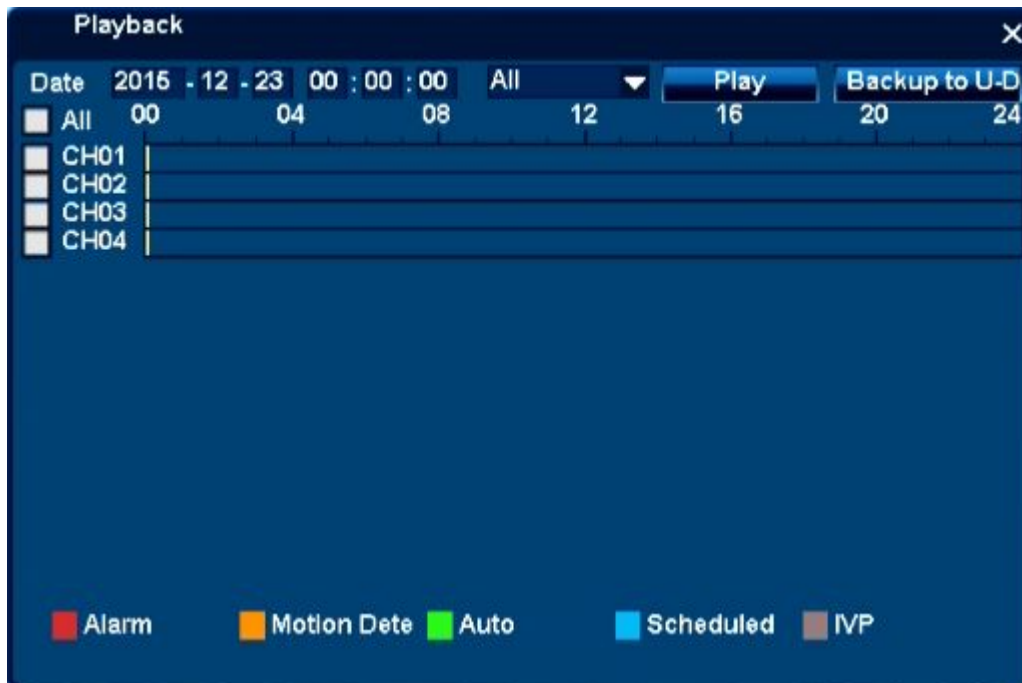 Playback
Date 2015 - 12 - 23 00 : 00 : 00 All Play Backup to U-D
All 00 04 08 12 16 20 24
CH01
CH02
CH03
CH04
Alarm Motion Dete Auto Scheduled IVP